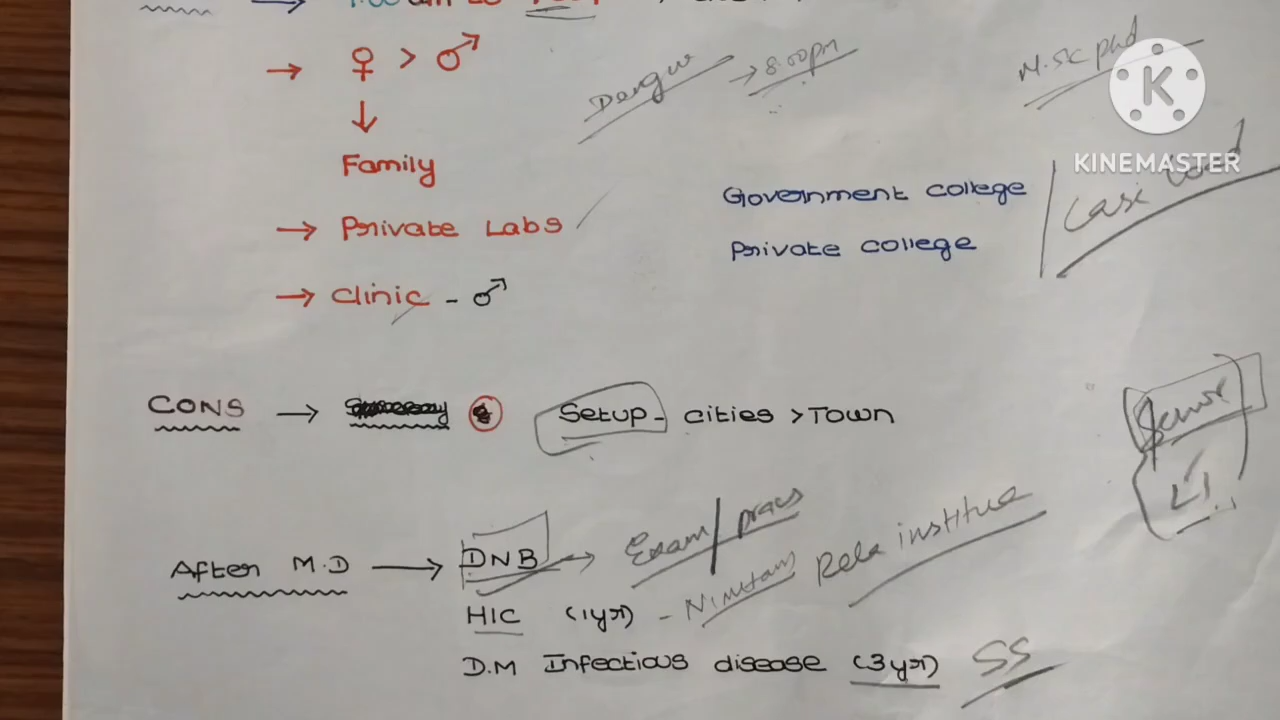 → ♀ > ♂
Dengue → 8.00pm
M.SC phd
K
KINEMASTER
↓
Family
→ Private Labs
Government college
Private college
→ Clinic - ♂
CONS → Setup - cities > Town
After M.D → DNB → Exam/pracs
HIC (1yr) - Nimhans Rela institute
D.M Infectious disease (3yr) SS